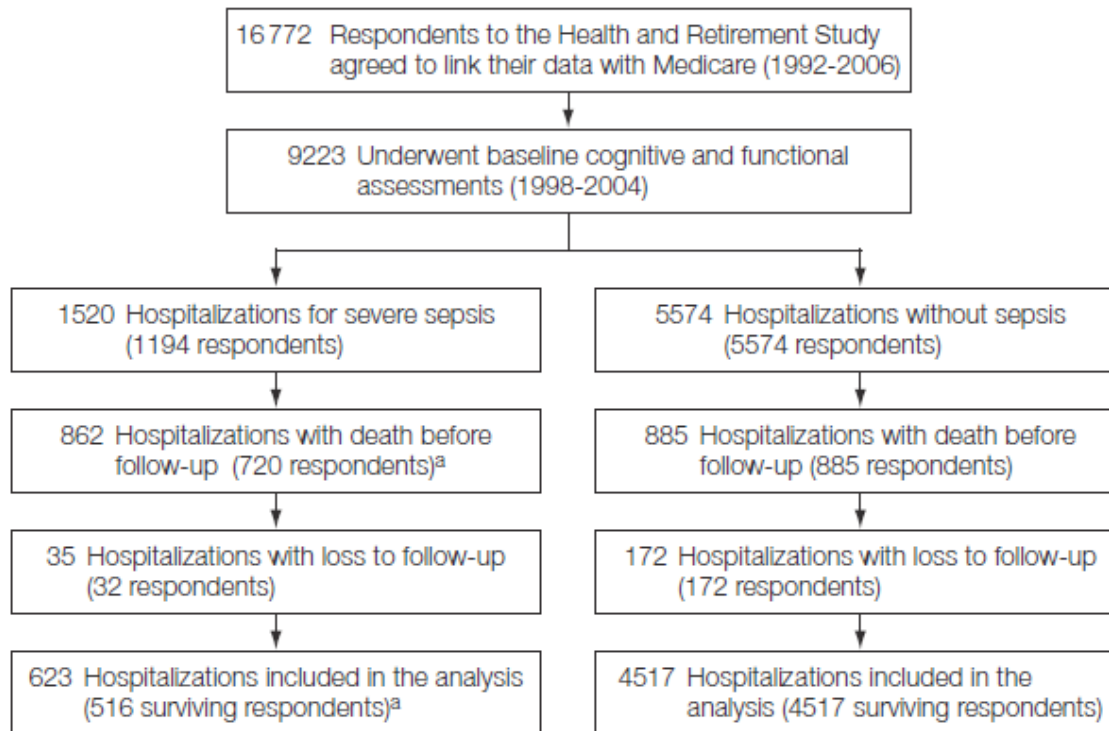 16 772 Respondents to the Health and Retirement Study
agreed to link their data with Medicare (1992-2006)
9223 Underwent baseline cognitive and functional
assessments (1998-2004)
1520 Hospitalizations for severe sepsis
(1194 respondents)
5574 Hospitalizations without sepsis
(5574 respondents)
862 Hospitalizations with death before
follow-up (720 respondents)ᵃ
885 Hospitalizations with death before
follow-up (885 respondents)
35 Hospitalizations with loss to follow-up
(32 respondents)
172 Hospitalizations with loss to follow-up
(172 respondents)
623 Hospitalizations included in the analysis
(516 surviving respondents)ᵃ
4517 Hospitalizations included in the
analysis (4517 surviving respondents)